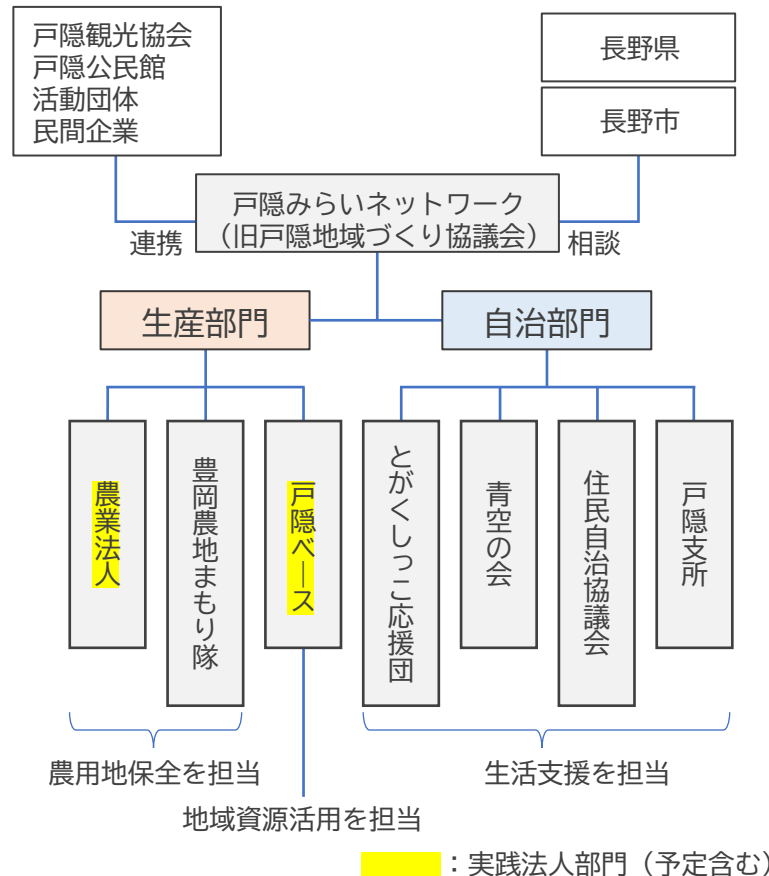 戸隠観光協会
戸隠公民館
活動団体
民間企業
長野県
長野市
戸隠みらいネットワーク
（旧戸隠地域づくり協議会）
連携
相談
生産部門
自治部門
農業法人
豊岡農地まもり隊
戸隠ベース
とがくしっこ応援団
青空の会
住民自治協議会
戸隠支所
農用地保全を担当
生活支援を担当
地域資源活用を担当
：実践法人部門（予定含む）